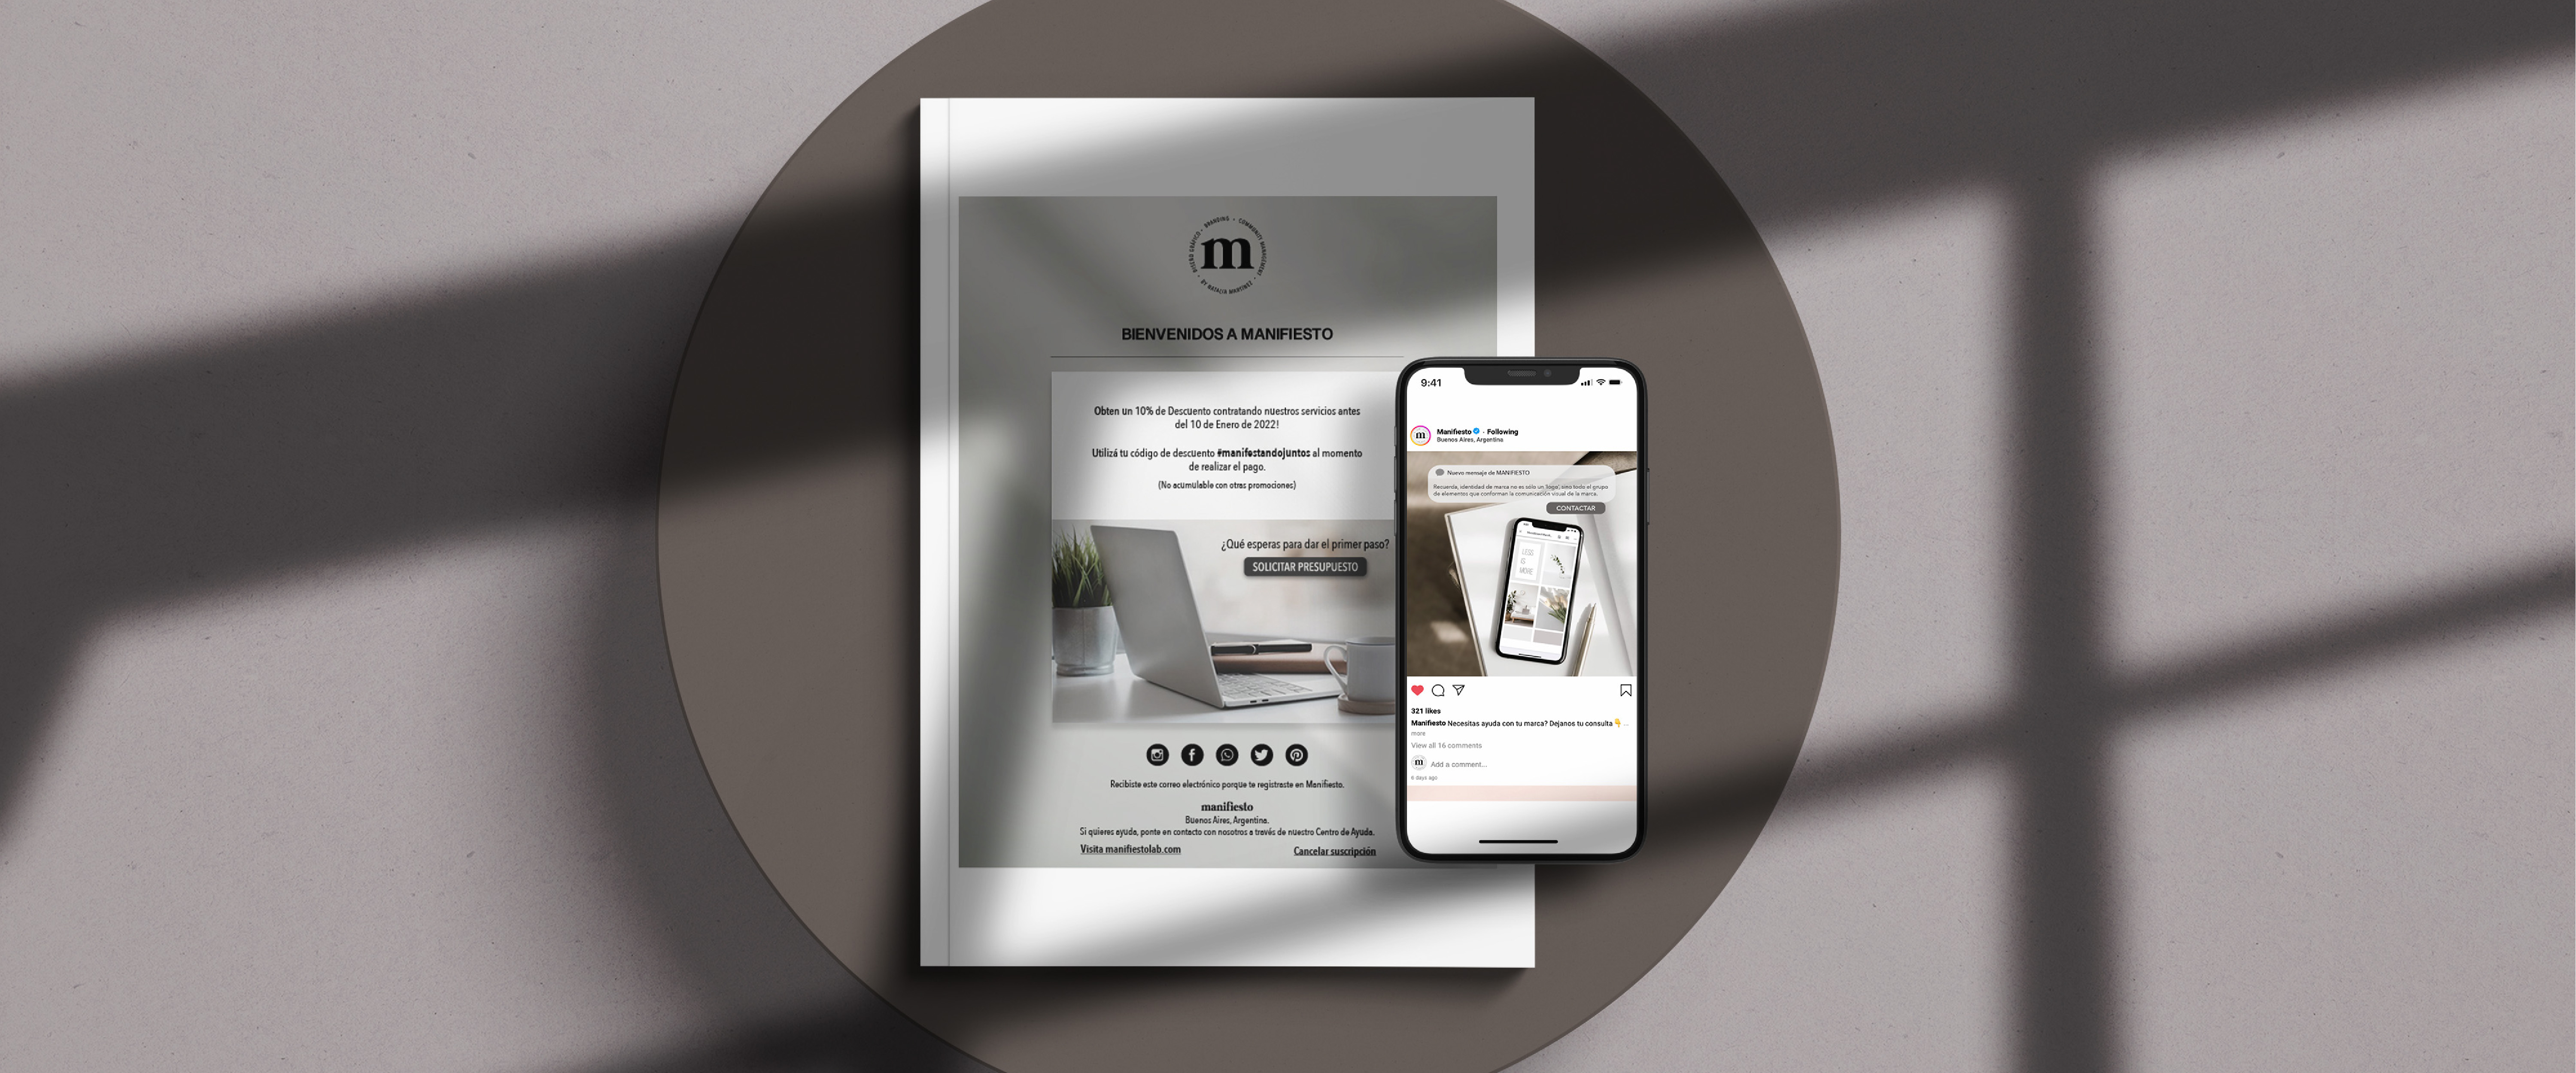 BRANDING • COMMUNITY MANAGEMENT • BY NATALIA MARTINEZ • DISEÑO GRÁFICO •
m
BIENVENIDOS A MANIFIESTO
Obten un 10% de Descuento contratando nuestros servicios antes
del 10 de Enero de 2022!
Utilizá tu código de descuento #manifestandojuntos al momento
de realizar el pago.
(No acumulable con otras promociones)
¿Qué esperas para dar el primer paso?
SOLICITAR PRESUPUESTO
Recibiste este correo electrónico porque te registraste en Manifiesto.
manifiesto
Buenos Aires, Argentina.
Si quieres ayuda, ponte en contacto con nosotros a través de nuestro Centro de Ayuda.
Visita manifiestolab.com
Cancelar suscripción
9:41
m
Manifiesto · Following
Buenos Aires, Argentina
Nuevo mensaje de MANIFIESTO
Recuerda, identidad de marca no es sólo un 'logo', sino todo el grupo
de elementos que conforman la comunicación visual de la marca.
CONTACTAR
LESS
IS
MORE
321 likes
Manifiesto Necesitas ayuda con tu marca? Dejanos tu consulta 👇 ...
more
View all 16 comments
m
Add a comment...
6 days ago